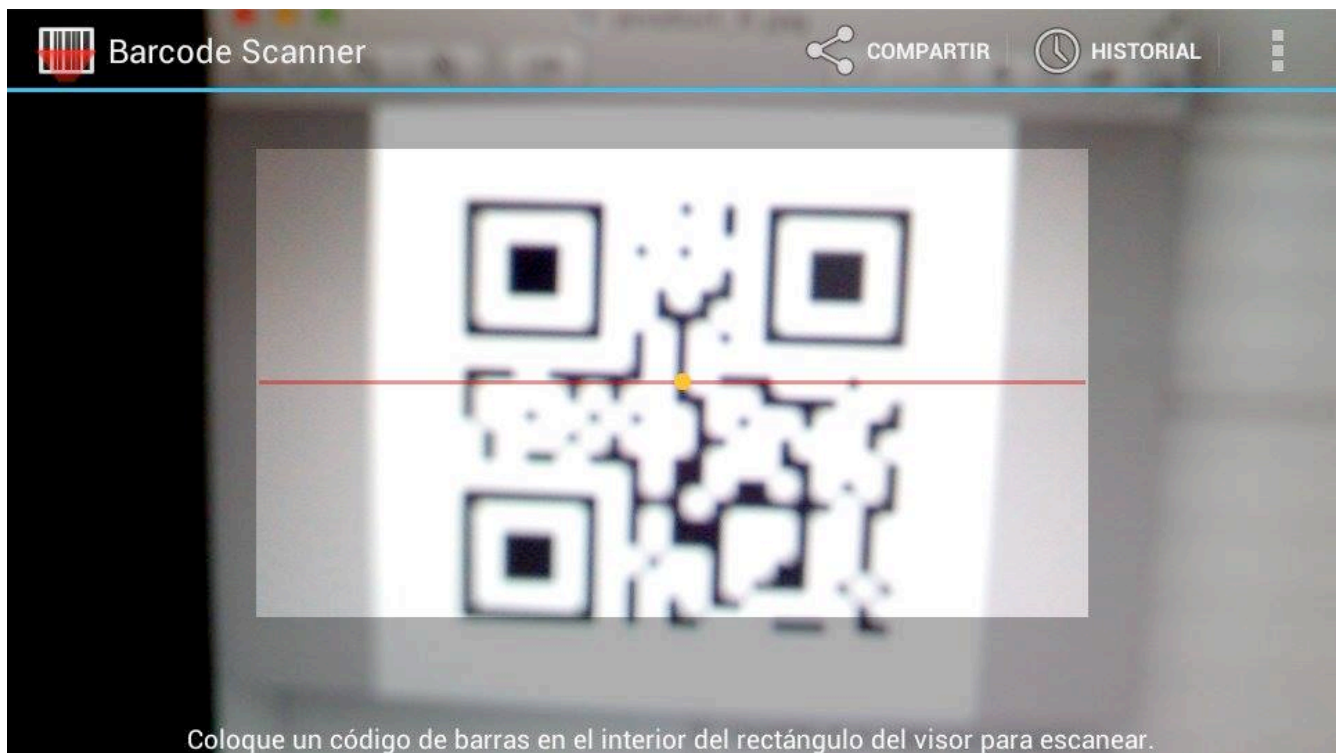 Barcode Scanner
COMPARTIR
HISTORIAL
Coloque un código de barras en el interior del rectángulo del visor para escanear.